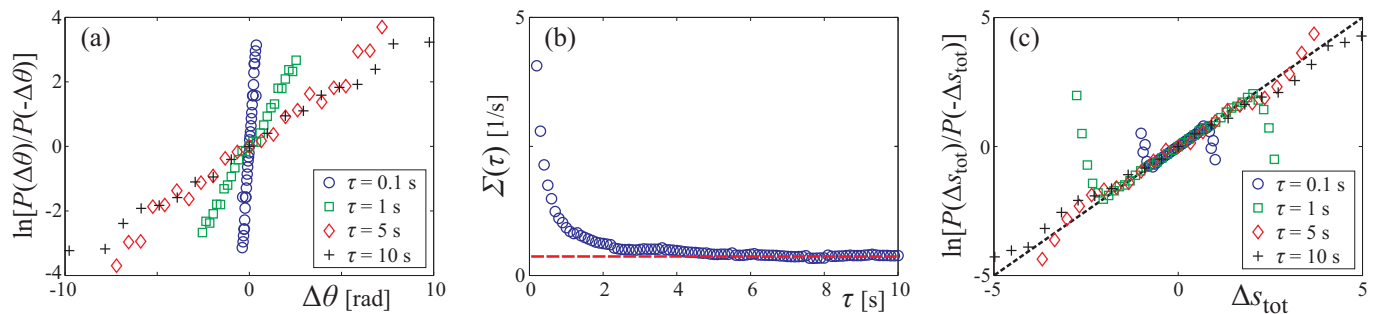 (a)
ln[P(Δθ)/P(-Δθ)]
4
2
0
-2
-4
-10
0
10
Δθ [rad]
τ = 0.1 s
τ = 1 s
τ = 5 s
τ = 10 s
(b)
Σ(τ) [1/s]
5
0
0
2
4
6
8
10
τ [s]
(c)
ln[P(Δs_tot)/P(-Δs_tot)]
5
0
-5
-5
0
5
Δs_tot
τ = 0.1 s
τ = 1 s
τ = 5 s
τ = 10 s